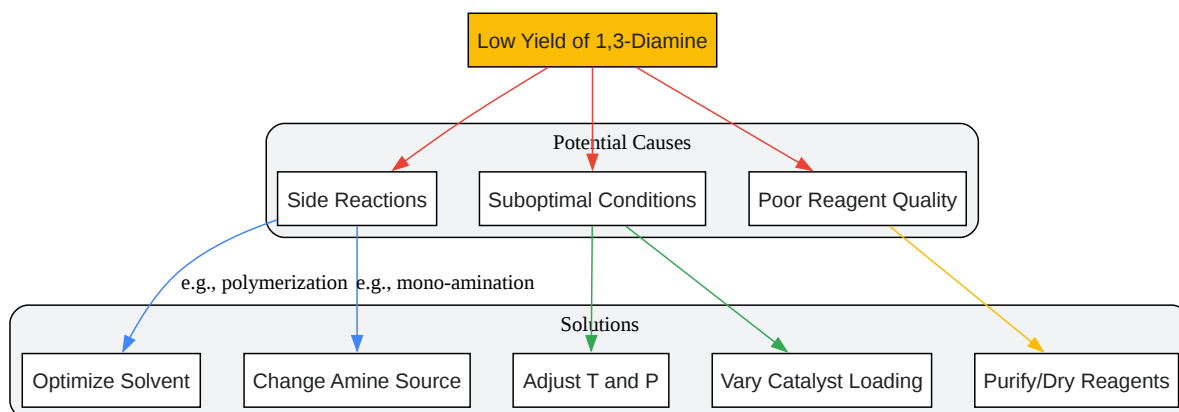 Low Yield of 1,3-Diamine
Potential Causes
Side Reactions
Suboptimal Conditions
Poor Reagent Quality
e.g., polymerization
e.g., mono-amination
Solutions
Optimize Solvent
Change Amine Source
Adjust T and P
Vary Catalyst Loading
Purify/Dry Reagents